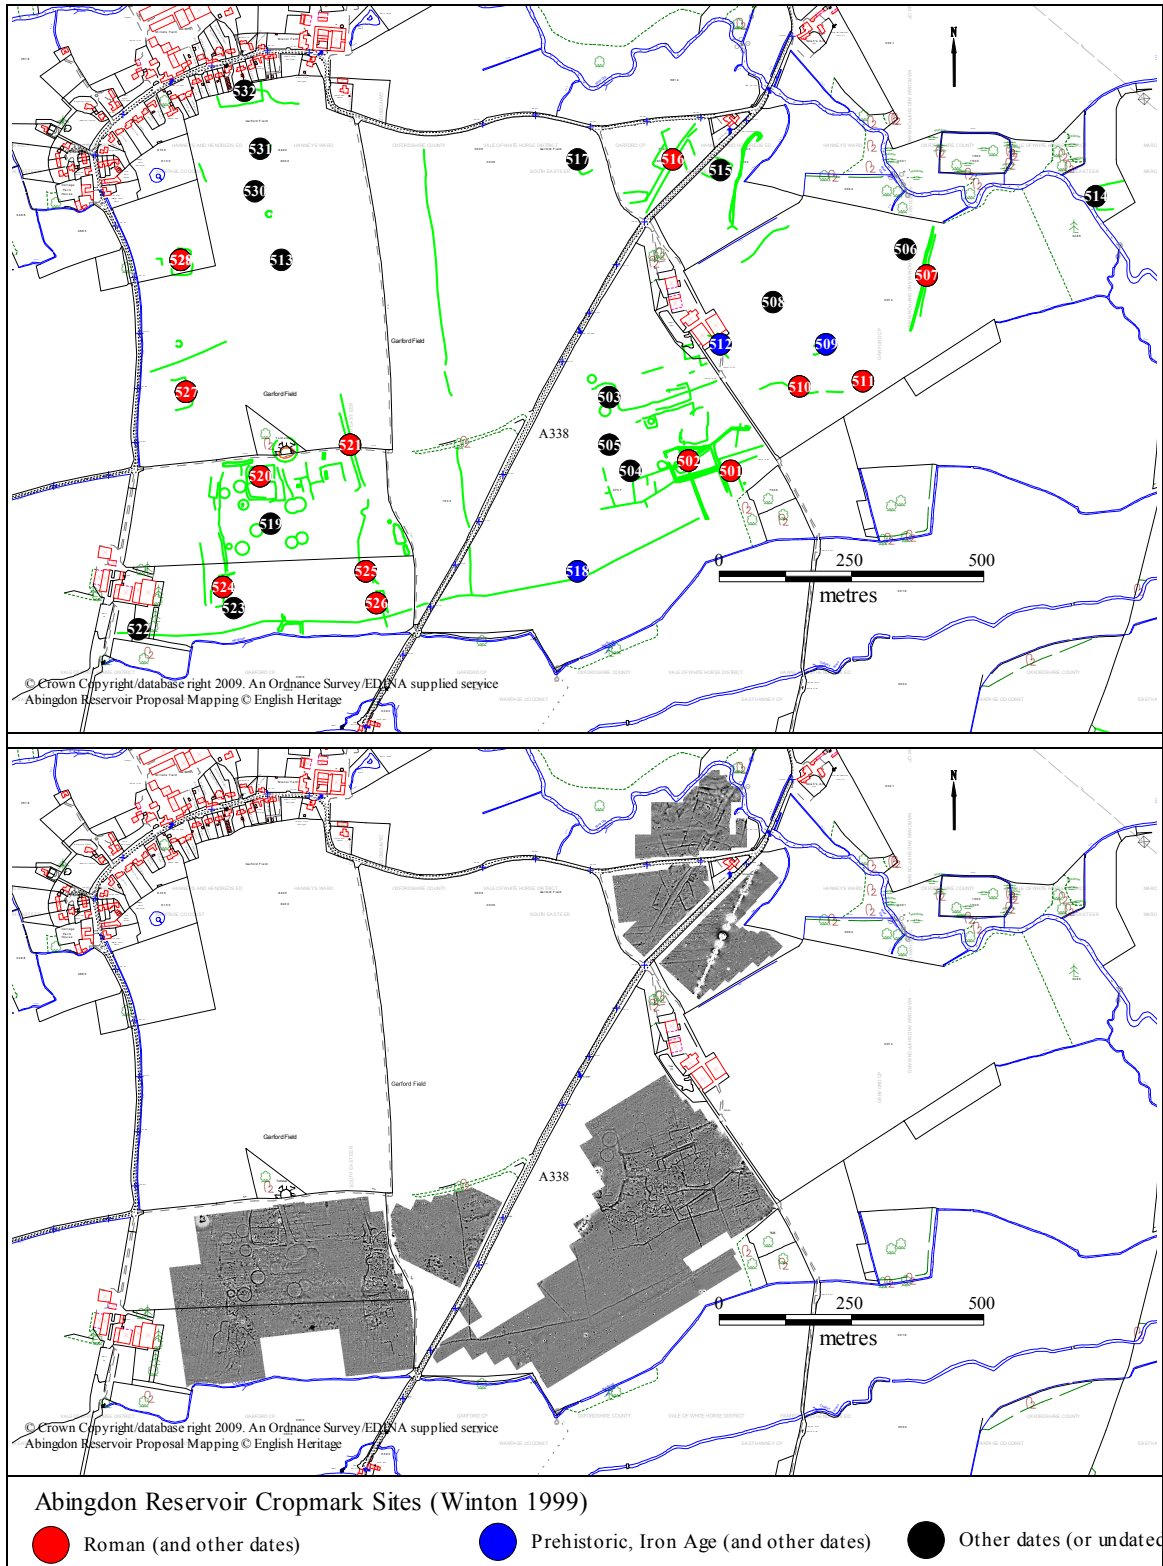 N
532
531
530
528
513
527
517
516
515
514
506
507
508
512
509
510
511
Garford Field
Garford Field
503
505
504
502
501
A338
521
520
519
525
524
523
526
522
518
0 250 500
metres
© Crown Copyright/database right 2009. An Ordnance Survey/EDINA supplied service
Abingdon Reservoir Proposal Mapping © English Heritage
N
Garford Field
Garford Field
A338
0 250 500
metres
© Crown Copyright/database right 2009. An Ordnance Survey/EDINA supplied service
Abingdon Reservoir Proposal Mapping © English Heritage
Abingdon Reservoir Cropmark Sites (Winton 1999)
Roman (and other dates)
Prehistoric, Iron Age (and other dates)
Other dates (or undated